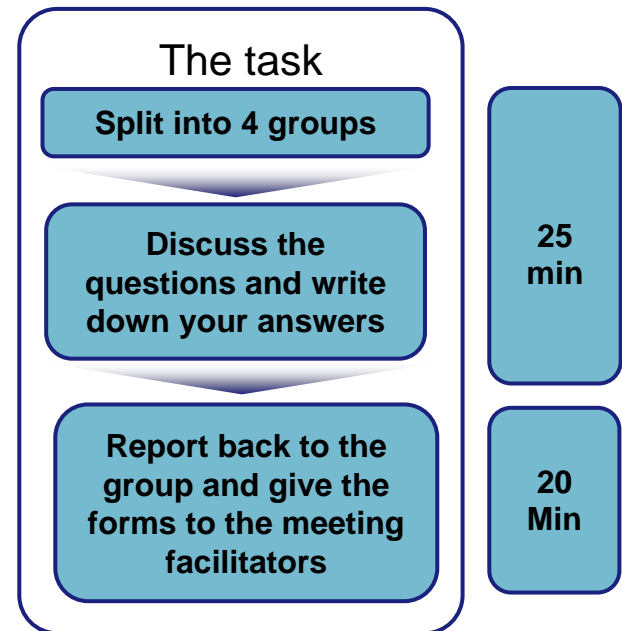 The task
Split into 4 groups
Discuss the
questions and write
down your answers
25
min
Report back to the
group and give the
forms to the meeting
facilitators
20
Min